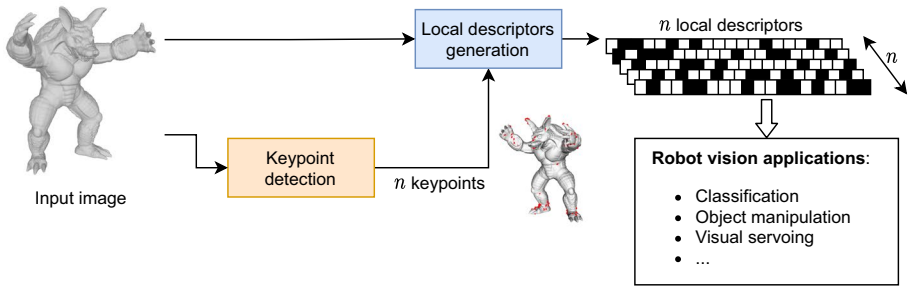 Input image
Keypoint
detection
n keypoints
Local descriptors
generation
n local descriptors
n
Robot vision applications:
• Classification
• Object manipulation
• Visual servoing
• ...